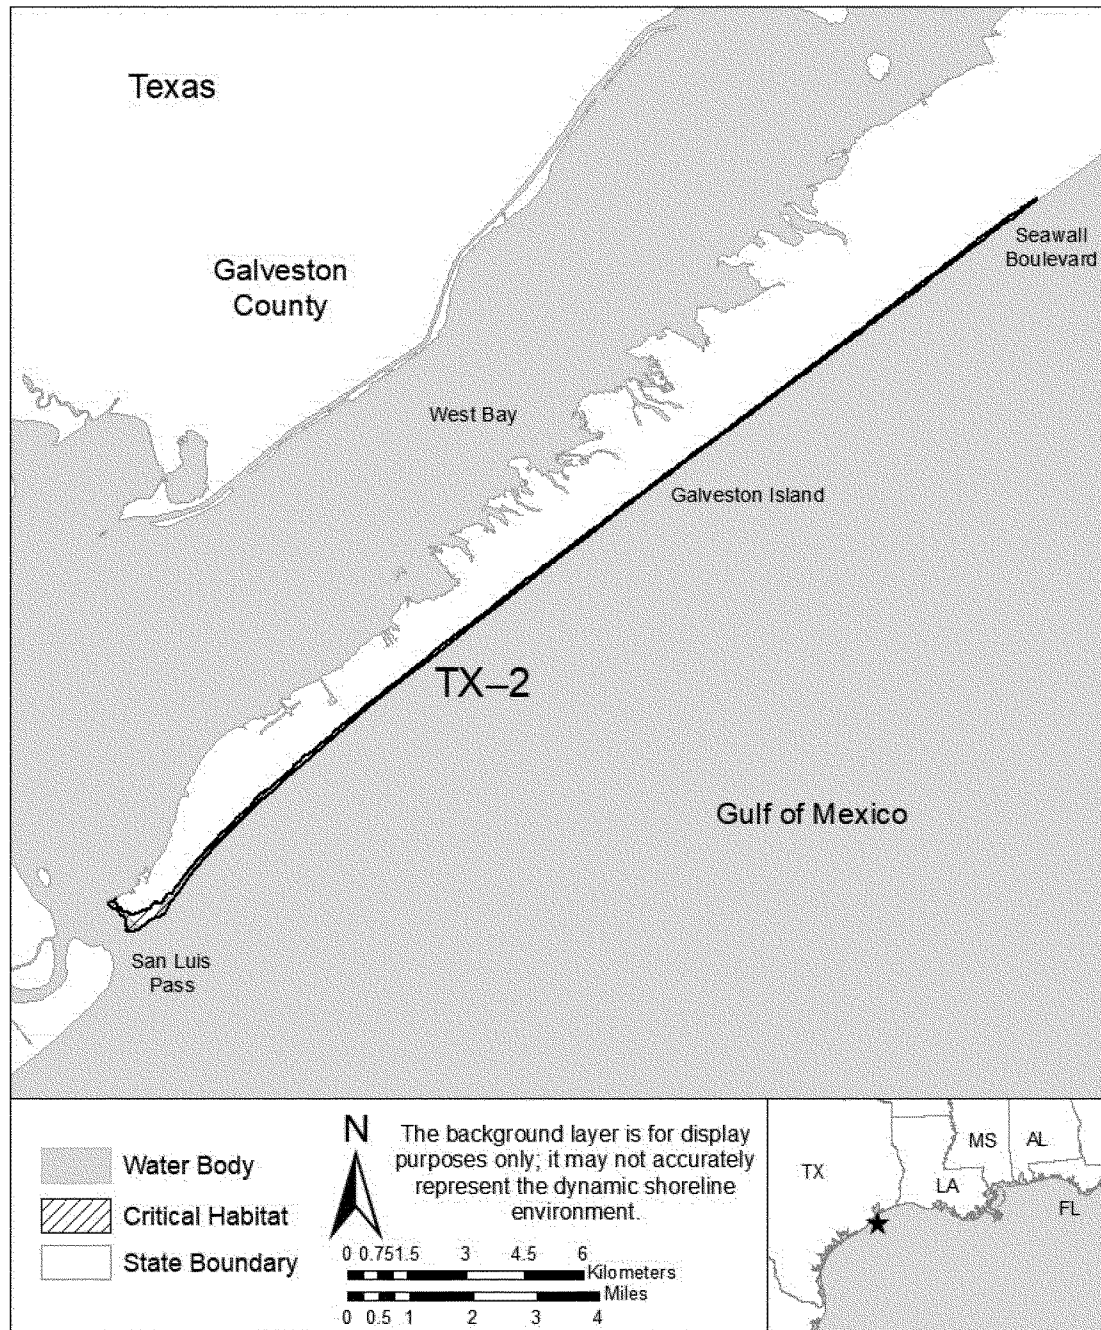 Texas
Galveston
County
Seawall
Boulevard
West Bay
Galveston Island
TX–2
Gulf of Mexico
San Luis
Pass
Water Body
Critical Habitat
State Boundary
N
The background layer is for display
purposes only; it may not accurately
represent the dynamic shoreline
environment.
0 0.75 1.5 3 4.5 6
Kilometers
Miles
0 0.5 1 2 3 4
TX
LA
MS
AL
FL